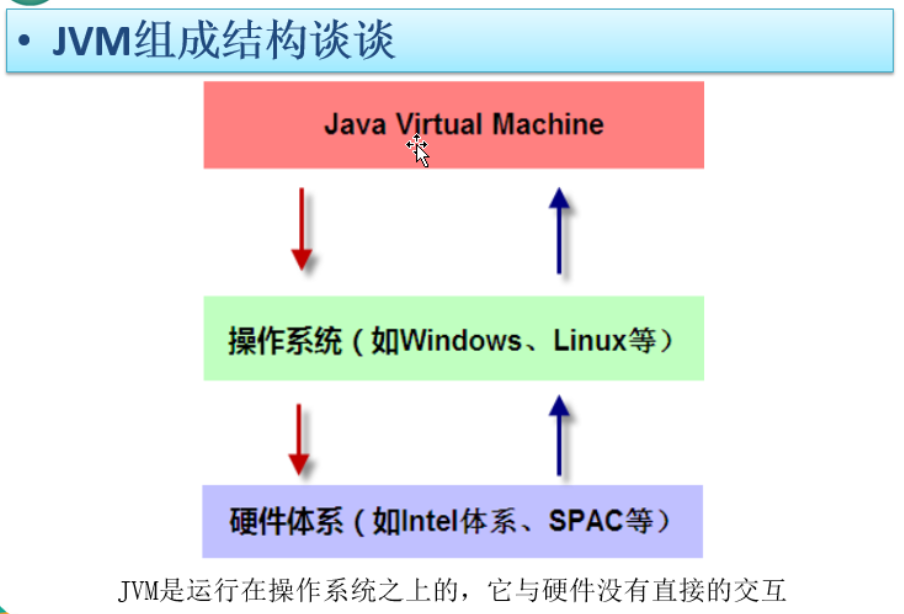 • JVM组成结构谈谈
Java Virtual Machine
操作系统（如Windows、Linux等）
硬件体系（如Intel体系、SPAC等）
JVM是运行在操作系统之上的，它与硬件没有直接的交互